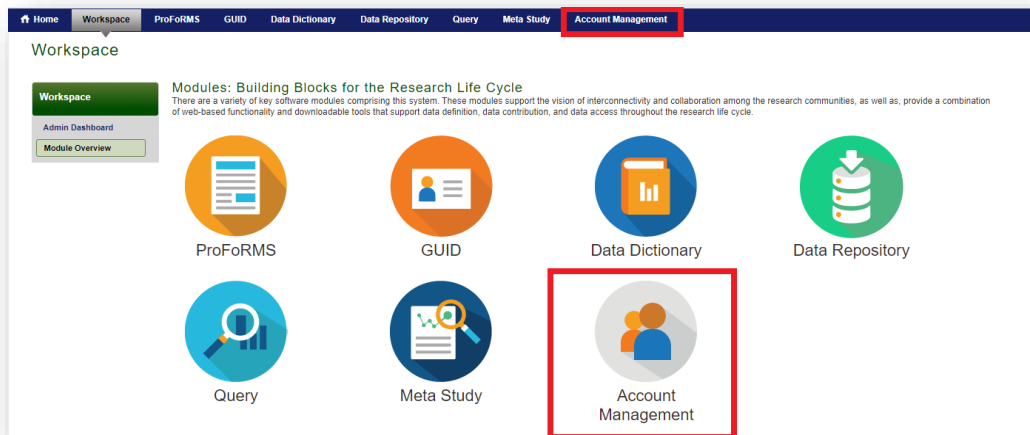 Home Workspace ProFoRMS GUID Data Dictionary Data Repository Query Meta Study Account Management
Workspace
Workspace
Admin Dashboard
Module Overview
Modules: Building Blocks for the Research Life Cycle
There are a variety of key software modules comprising this system. These modules support the vision of interconnectivity and collaboration among the research communities, as well as, provide a combination
of web-based functionality and downloadable tools that support data definition, data contribution, and data access throughout the research life cycle.
ProFoRMS
GUID
Data Dictionary
Data Repository
Query
Meta Study
Account
Management